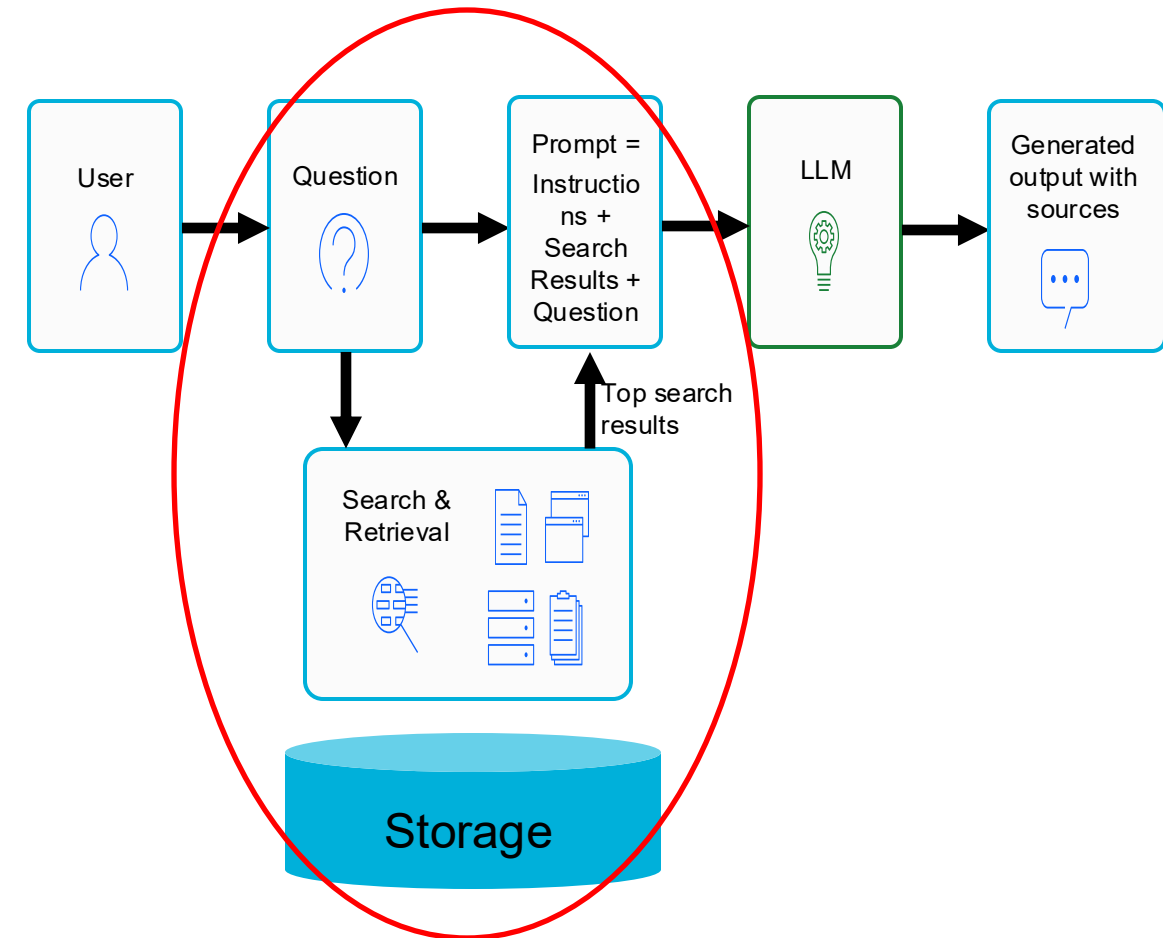 User
Question
Prompt =
Instructio
ns +
Search
Results +
Question
LLM
Generated
output with
sources
Top search
results
Search &
Retrieval
Storage